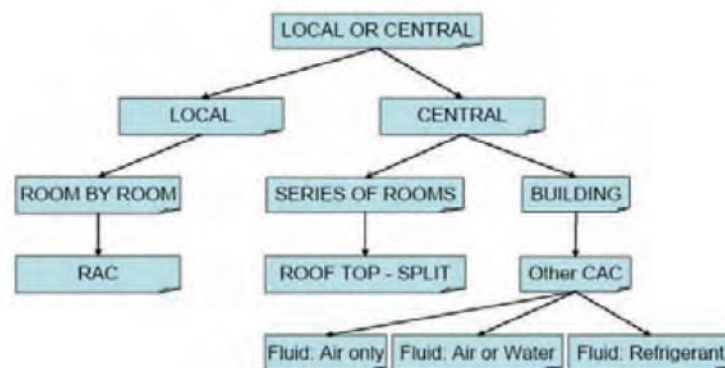 LOCAL OR CENTRAL
LOCAL
CENTRAL
ROOM BY ROOM
SERIES OF ROOMS
BUILDING
RAC
ROOF TOP - SPLIT
Other CAC
Fluid: Air only
Fluid: Air or Water
Fluid: Refrigerant